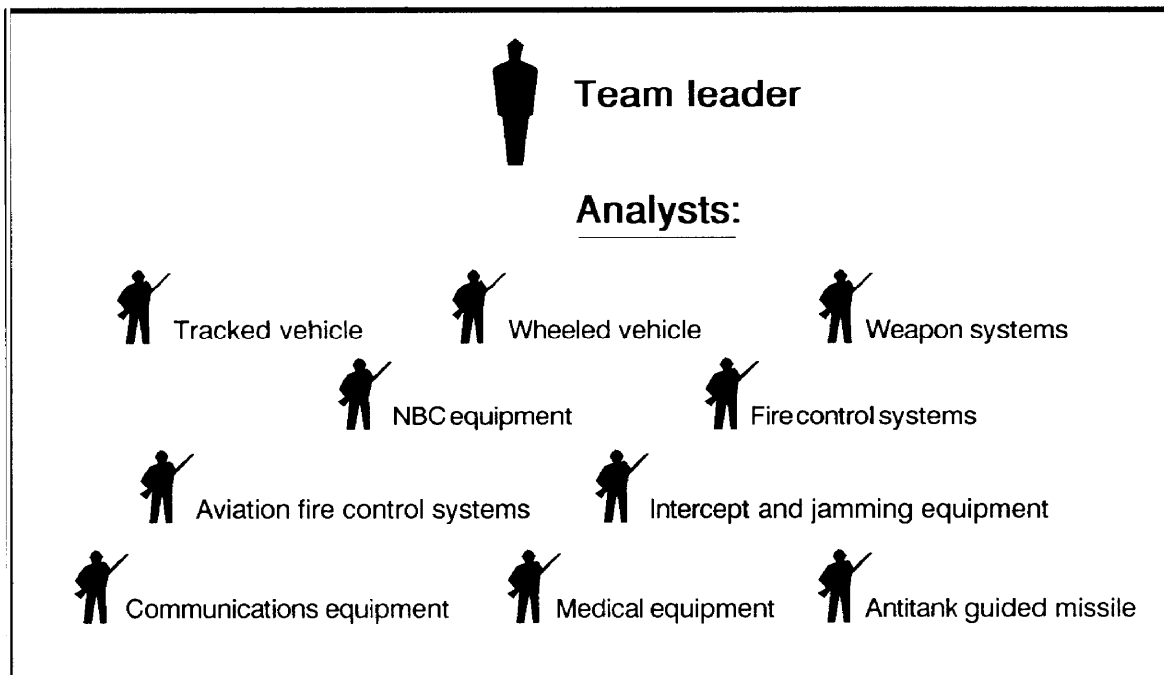 Team leader
Analysts:
Tracked vehicle
Wheeled vehicle
Weapon systems
NBC equipment
Fire control systems
Aviation fire control systems
Intercept and jamming equipment
Communications equipment
Medical equipment
Antitank guided missile